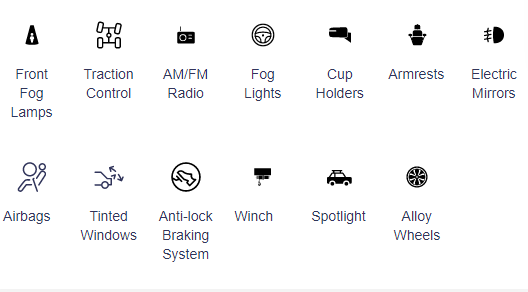 Front
Fog
Lamps
Traction
Control
AM/FM
Radio
Fog
Lights
Cup
Holders
Armrests
Electric
Mirrors
Airbags
Tinted
Windows
Anti-lock
Braking
System
Winch
Spotlight
Alloy
Wheels